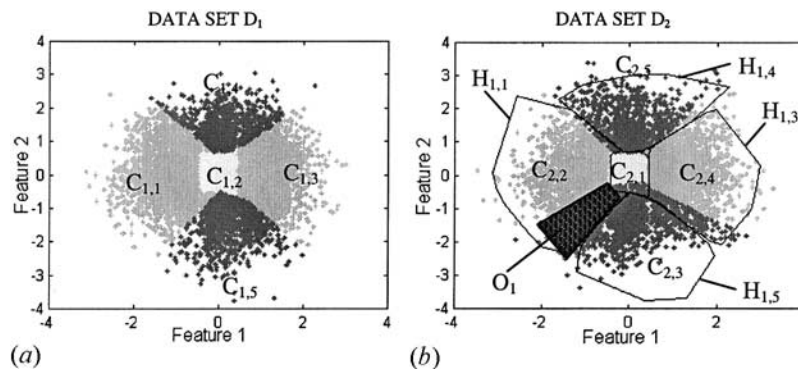 DATA SET D₁
4
3
2
1
0
-1
-2
-3
-4
Feature 2
C₁,₄
C₁,₁
C₁,₂
C₁,₃
C₁,₅
-4
-2
0
2
4
Feature 1
(a)
DATA SET D₂
4
3
2
1
0
-1
-2
-3
-4
Feature 2
H₁,₁
C₂,₅
H₁,₄
H₁,₃
C₂,₂
C₂,₁
C₂,₄
O₁
C₂,₃
H₁,₅
-4
-2
0
2
Feature 1
(b)